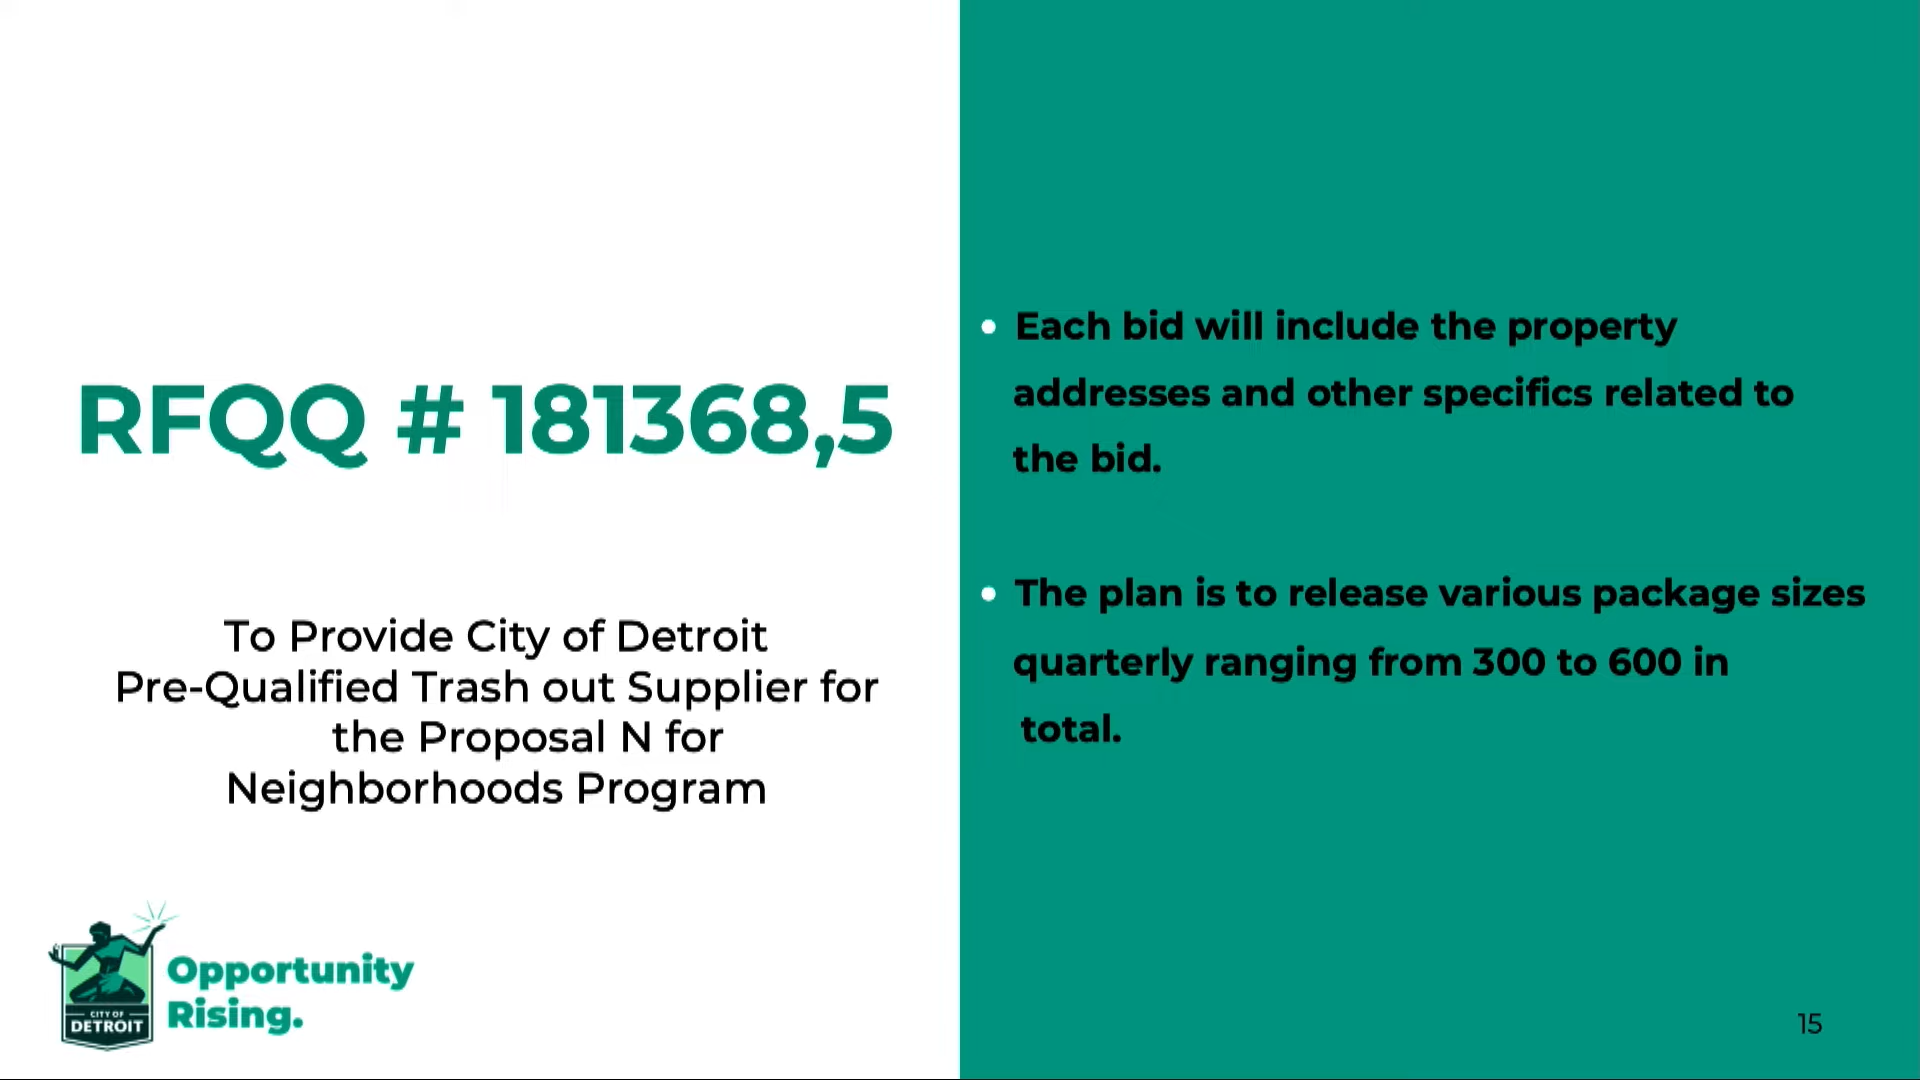 RFQQ # 181368,5
To Provide City of Detroit
Pre-Qualified Trash out Supplier for
the Proposal N for
Neighborhoods Program
CITY OF
DETROIT
Opportunity
Rising.
• Each bid will include the property
addresses and other specifics related to
the bid.
• The plan is to release various package sizes
quarterly ranging from 300 to 600 in
total.
15